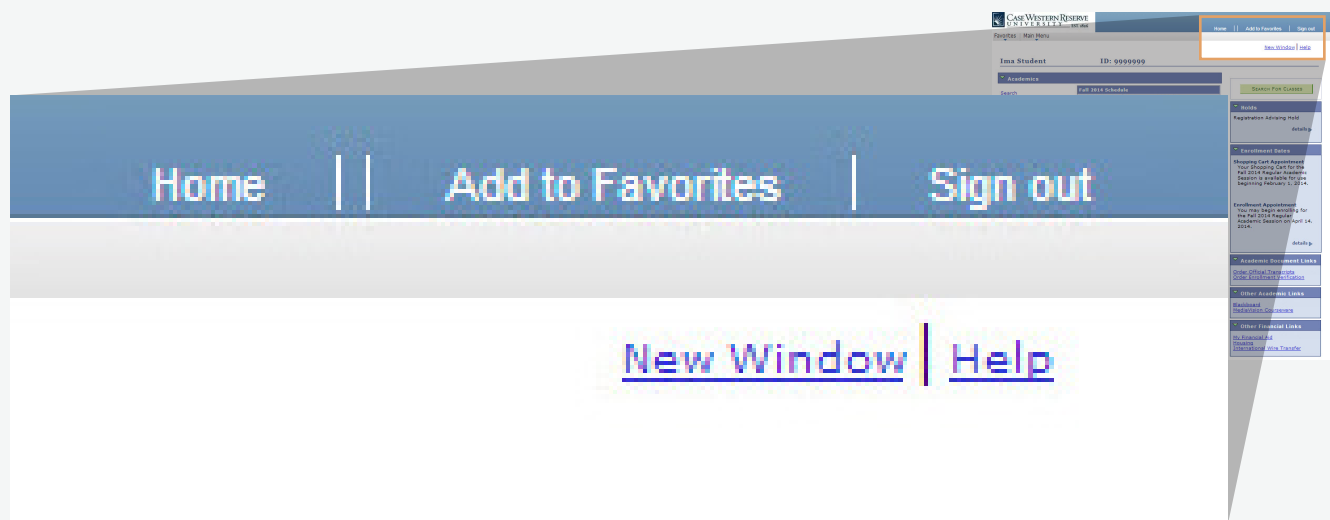 CASE WESTERN RESERVE
UNIVERSITY EST. 1826
Home || Add to Favorites | Sign out
Favorites | Main Menu
New Window | Help
Ima Student ID: 9999999
Academics
Search
Fall 2014 Schedule
SEARCH FOR CLASSES
Holds
Registration Advising Hold
details
Enrollment Dates
Shopping Cart Appointment
Your Shopping Cart for the
Fall 2014 Regular Academic
Session is available for use
beginning February 1, 2014.
Enrollment Appointment
You may begin enrolling for
the Fall 2014 Regular
Academic Session on April 14,
2014.
details
Academic Document Links
Order Official Transcripts
Order Enrollment Verification
Other Academic Links
Blackboard
MediaVision Courseware
Other Financial Links
My Financial Aid
Housing
International Wire Transfer
Home || Add to Favorites | Sign out
New Window | Help